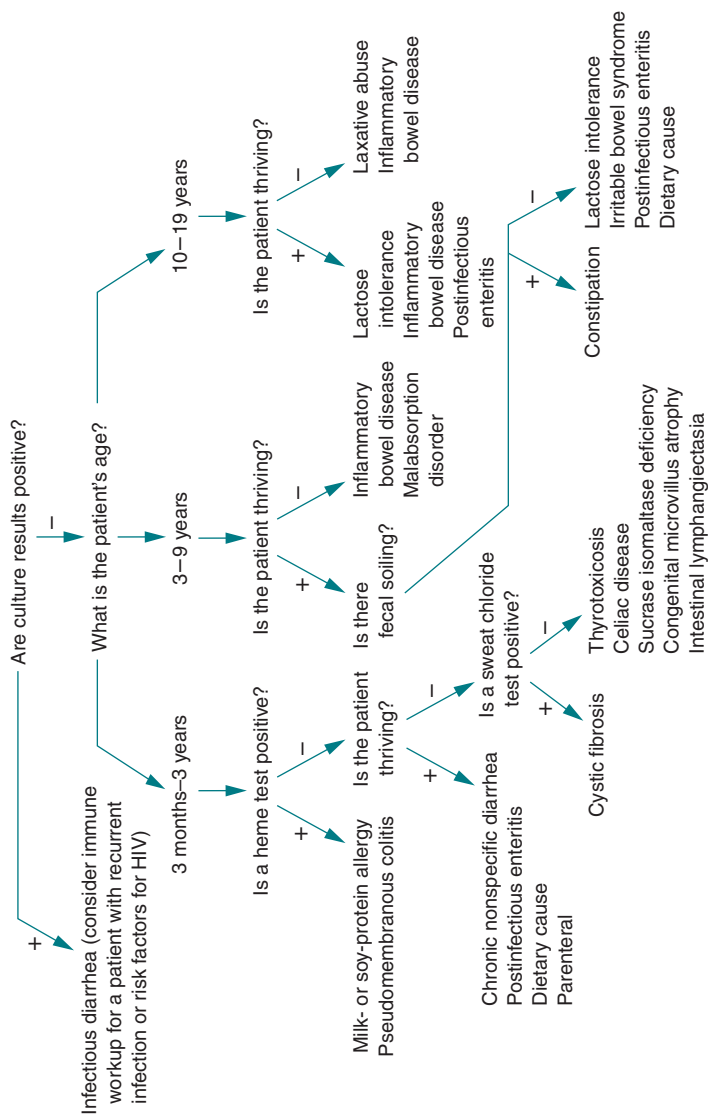 Are culture results positive?
+
−
Infectious diarrhea (consider immune
workup for a patient with recurrent
infection or risk factors for HIV)
What is the patient's age?
3 months–3 years
3–9 years
10–19 years
Is a heme test positive?
Is the patient thriving?
Is the patient thriving?
+
−
+
−
+
−
Milk- or soy-protein allergy
Pseudomembranous colitis
Is the patient
thriving?
Is there
fecal soiling?
Inflammatory
bowel disease
Malabsorption
disorder
Lactose
intolerance
Inflammatory
bowel disease
Postinfectious
enteritis
Laxative abuse
Inflammatory
bowel disease
+
−
Chronic nonspecific diarrhea
Postinfectious enteritis
Dietary cause
Parenteral
Is a sweat chloride
test positive?
+
−
+
−
Cystic fibrosis
Thyrotoxicosis
Celiac disease
Sucrase isomaltase deficiency
Congenital microvillus atrophy
Intestinal lymphangiectasia
Constipation
Lactose intolerance
Irritable bowel syndrome
Postinfectious enteritis
Dietary cause